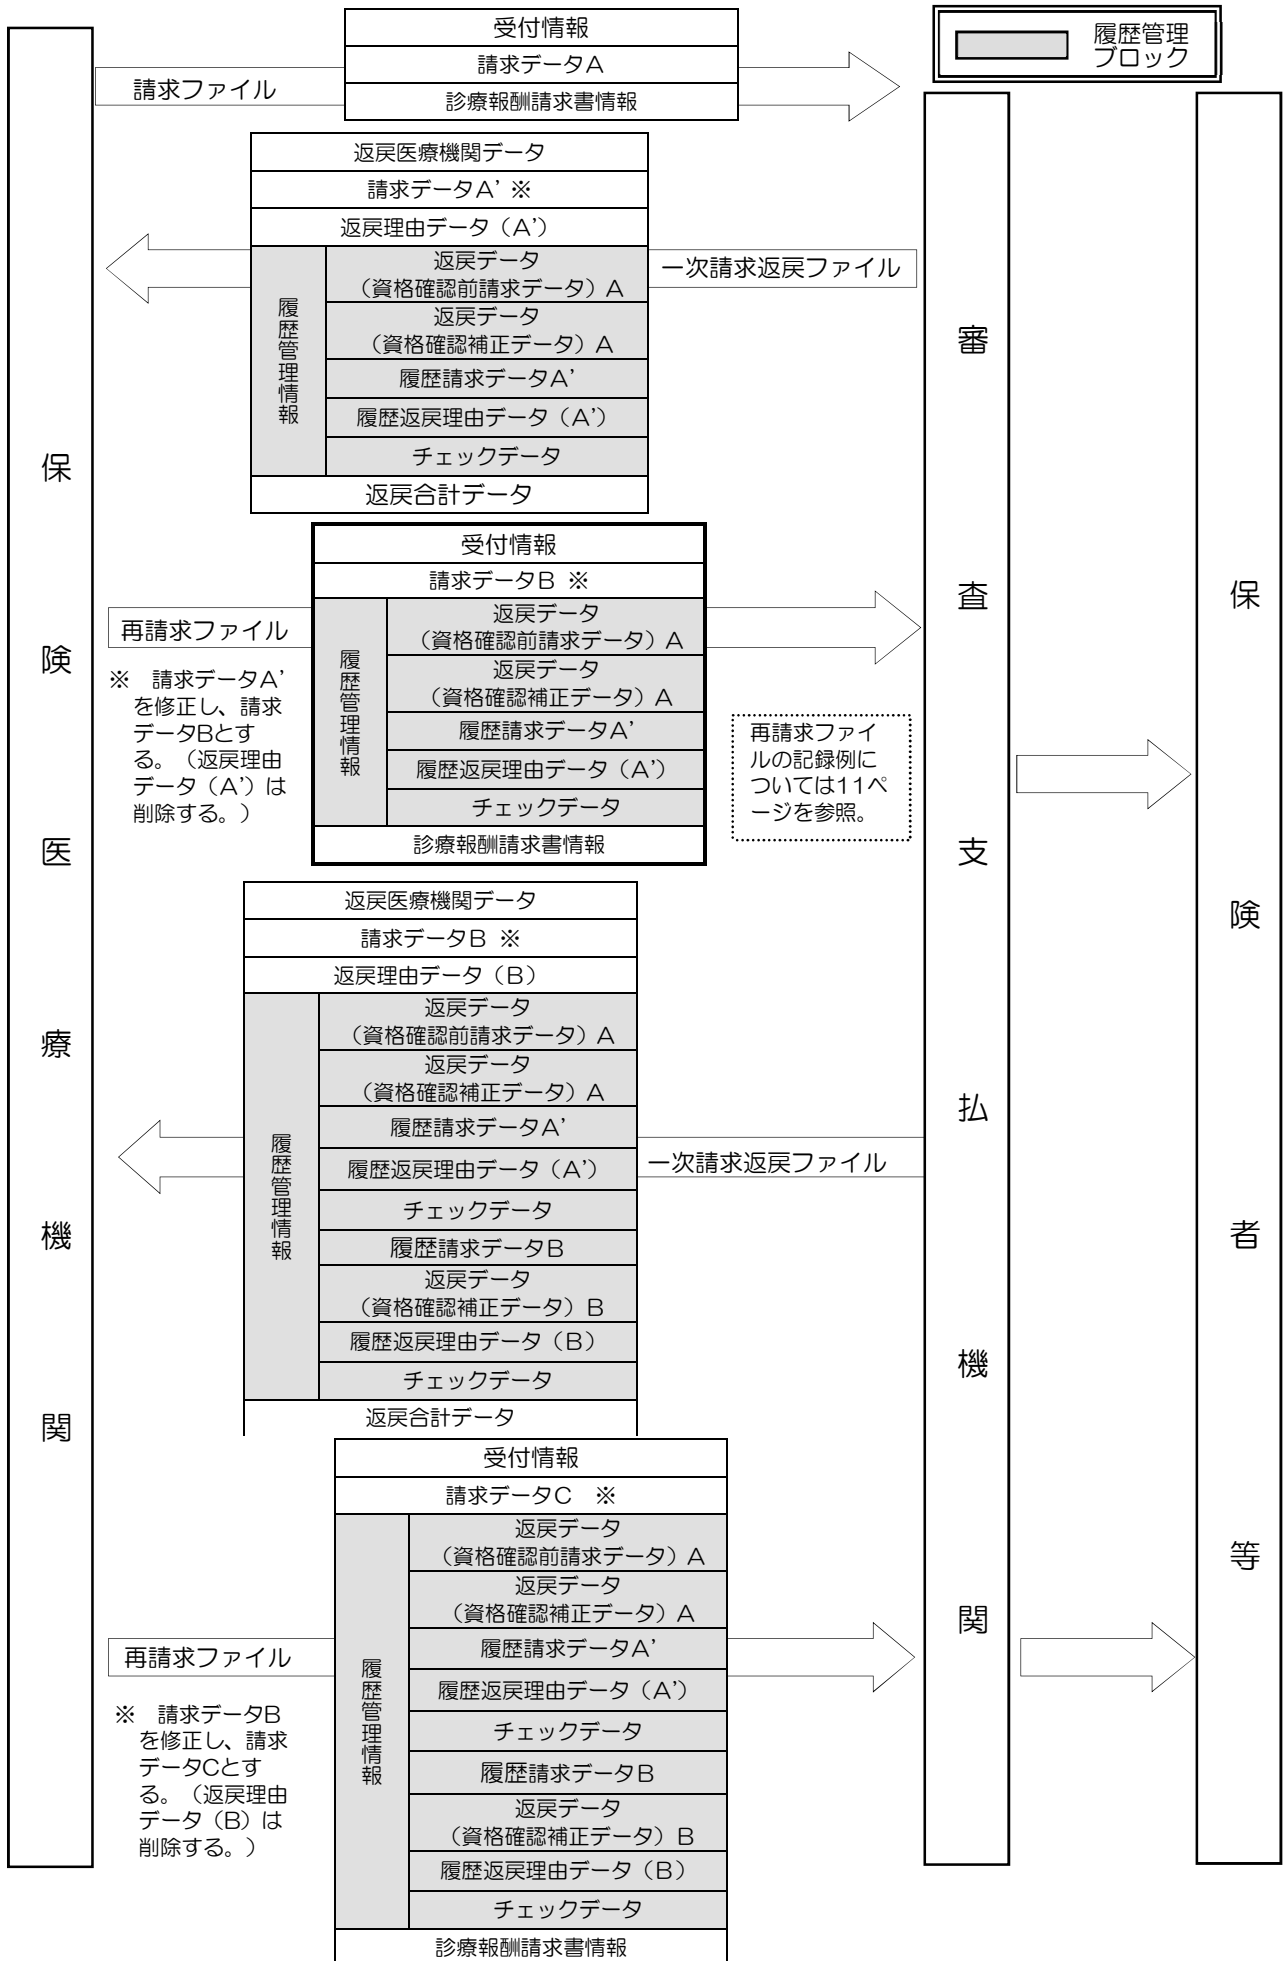 受付情報
請求データA
診療報酬請求書情報
請求ファイル
履歴管理
ブロック
返戻医療機関データ
請求データA’ ※
返戻理由データ（A’）
履歴管理情報
返戻データ
（資格確認前請求データ）A
返戻データ
（資格確認補正データ）A
履歴請求データA’
履歴返戻理由データ（A’）
チェックデータ
返戻合計データ
一次請求返戻ファイル
保険医療機関
審査支払機関
保険者等
受付情報
請求データB ※
履歴管理情報
返戻データ
（資格確認前請求データ）A
返戻データ
（資格確認補正データ）A
履歴請求データA’
履歴返戻理由データ（A’）
チェックデータ
診療報酬請求書情報
再請求ファイル
※　請求データA’
を修正し、請求
データBとす
る。（返戻理由
データ（A’）は
削除する。）
再請求ファイ
ルの記録例に
ついては11ペ
ージを参照。
返戻医療機関データ
請求データB ※
返戻理由データ（B）
履歴管理情報
返戻データ
（資格確認前請求データ）A
返戻データ
（資格確認補正データ）A
履歴請求データA’
履歴返戻理由データ（A’）
チェックデータ
履歴請求データB
返戻データ
（資格確認補正データ）B
履歴返戻理由データ（B）
チェックデータ
返戻合計データ
一次請求返戻ファイル
受付情報
請求データC　※
履歴管理情報
返戻データ
（資格確認前請求データ）A
返戻データ
（資格確認補正データ）A
履歴請求データA’
履歴返戻理由データ（A’）
チェックデータ
履歴請求データB
返戻データ
（資格確認補正データ）B
履歴返戻理由データ（B）
チェックデータ
診療報酬請求書情報
再請求ファイル
※　請求データB
を修正し、請求
データCとす
る。（返戻理由
データ（B）は
削除する。）